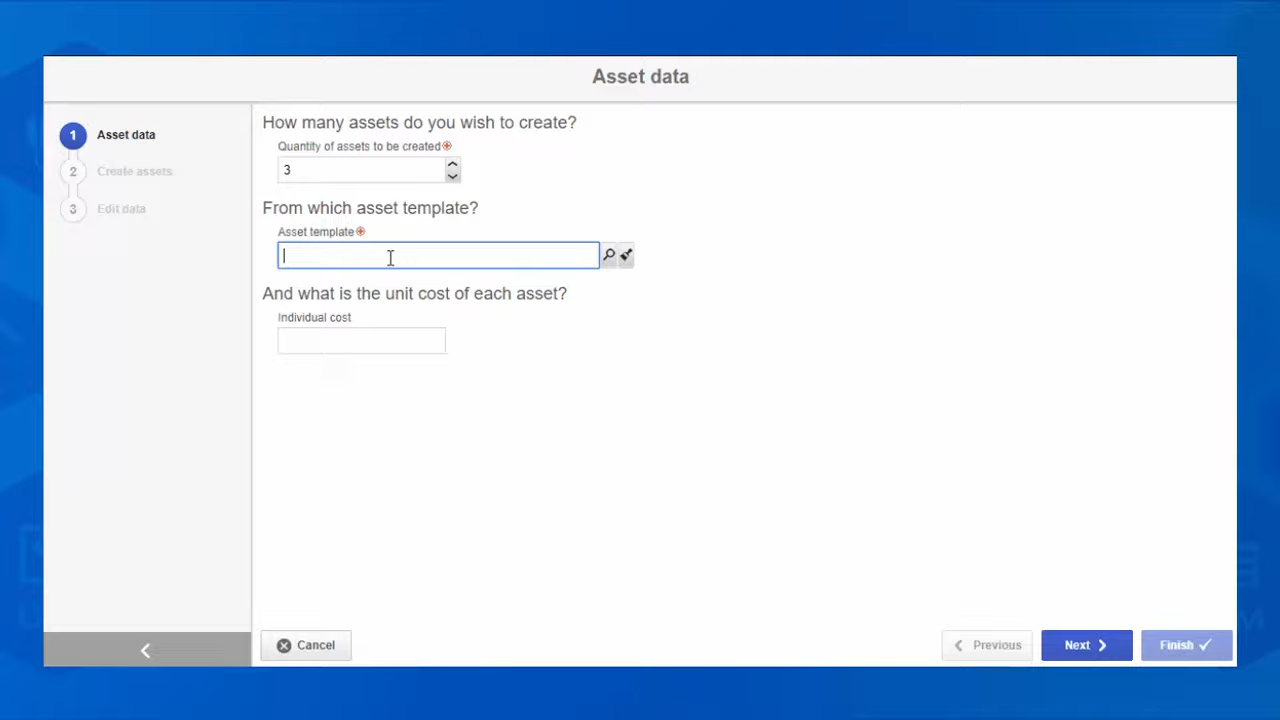 Asset data
1 Asset data
2 Create assets
3 Edit data
How many assets do you wish to create?
Quantity of assets to be created
3
From which asset template?
Asset template
And what is the unit cost of each asset?
Individual cost
Cancel
Previous
Next
Finish